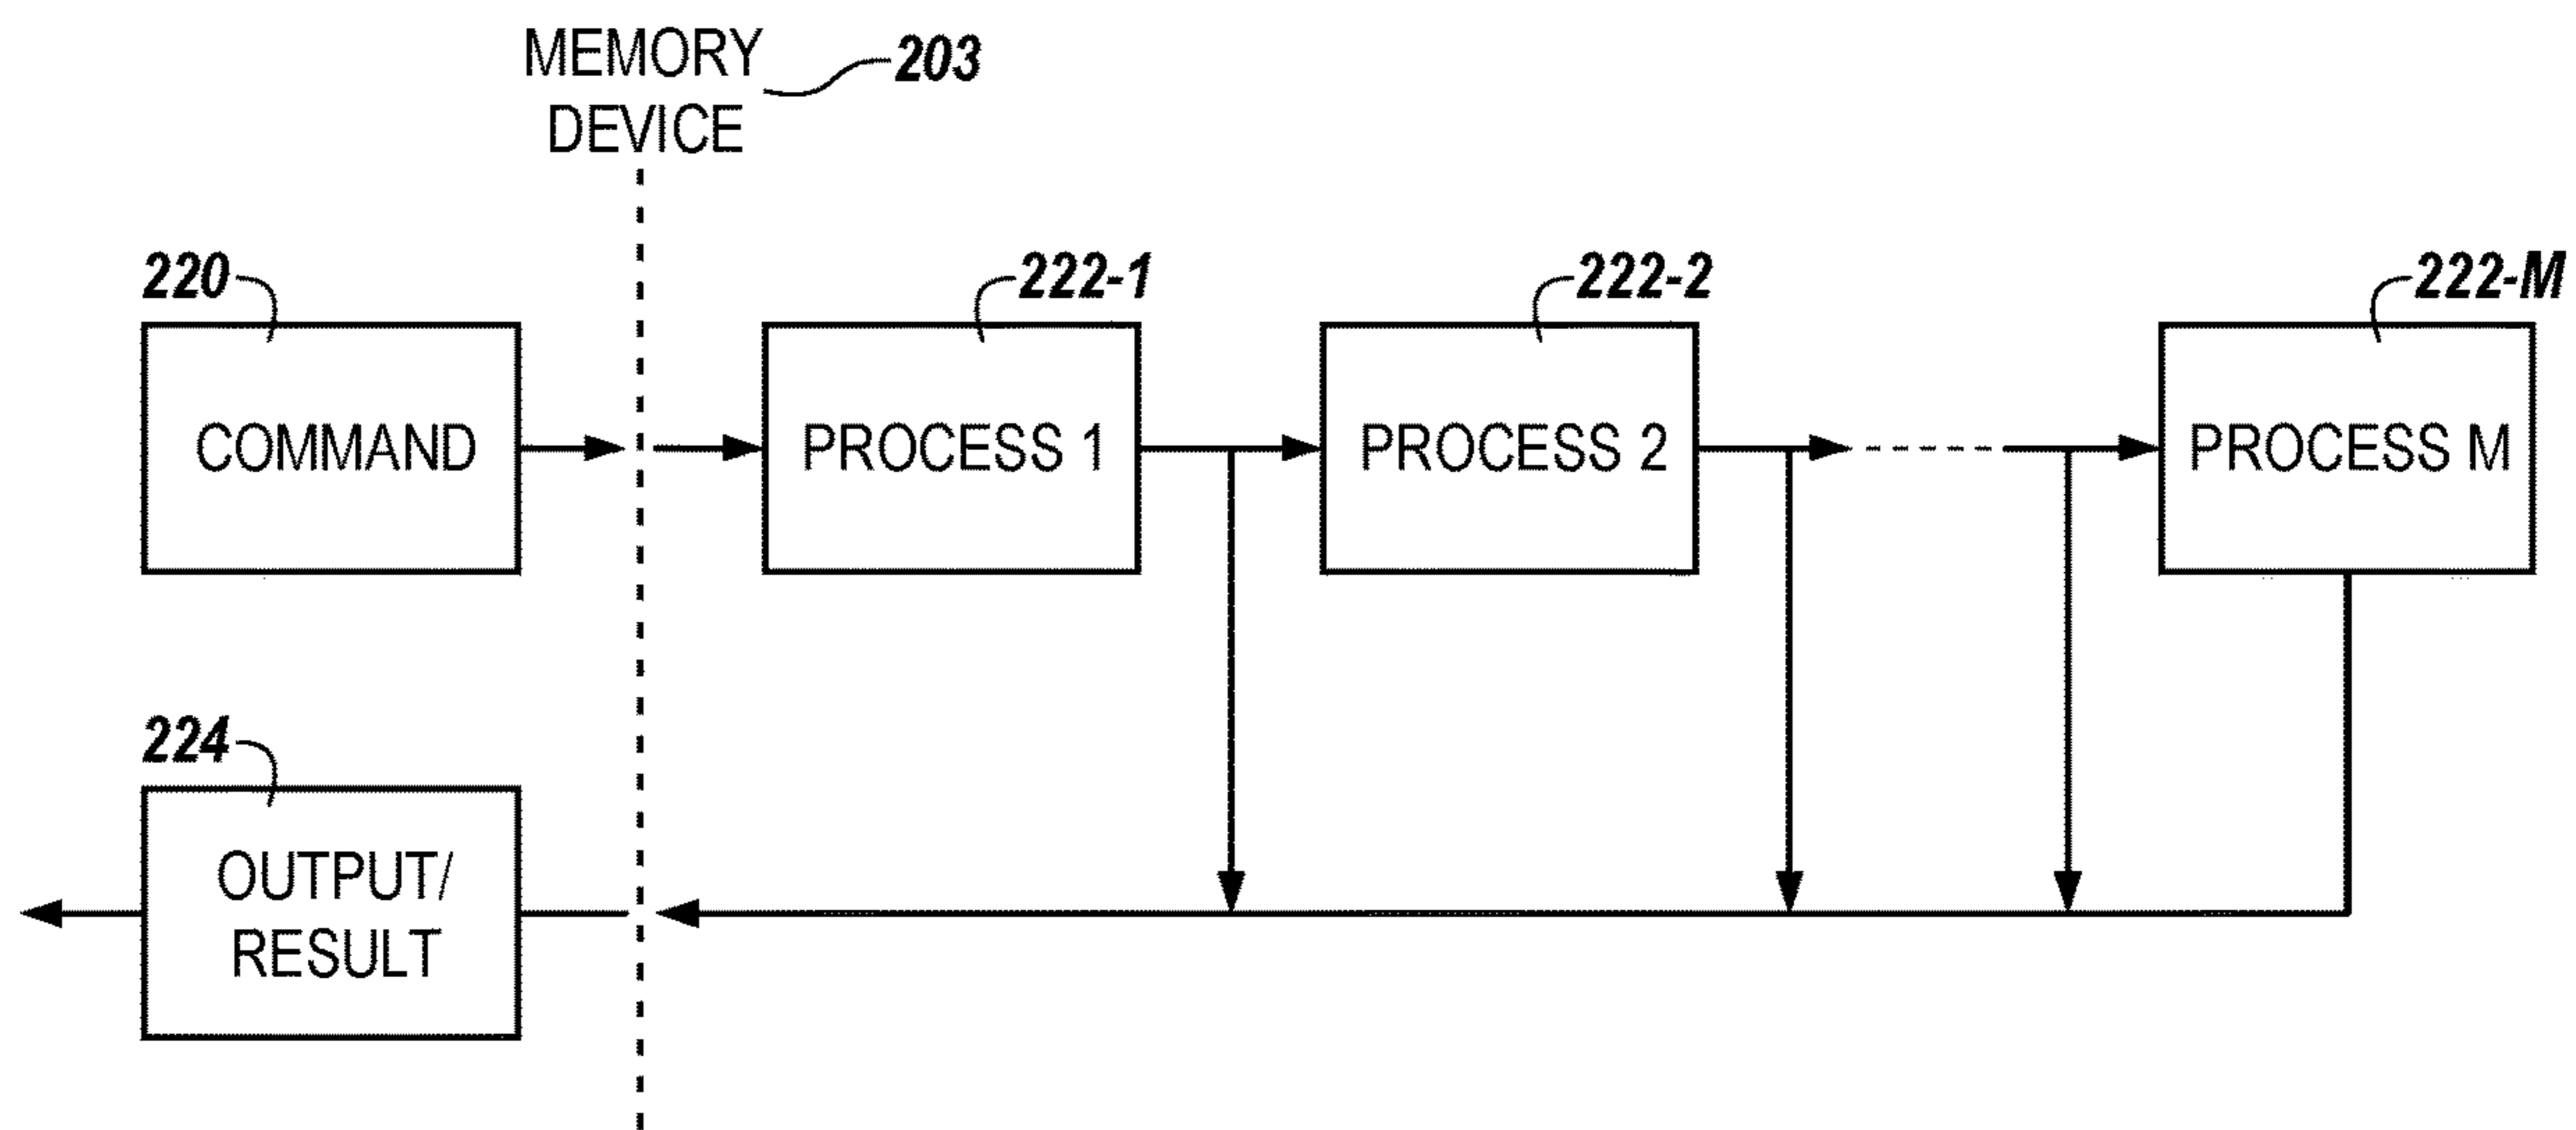 MEMORY
DEVICE
203
220
222-1
222-2
222-M
COMMAND
PROCESS 1
PROCESS 2
PROCESS M
224
OUTPUT/
RESULT